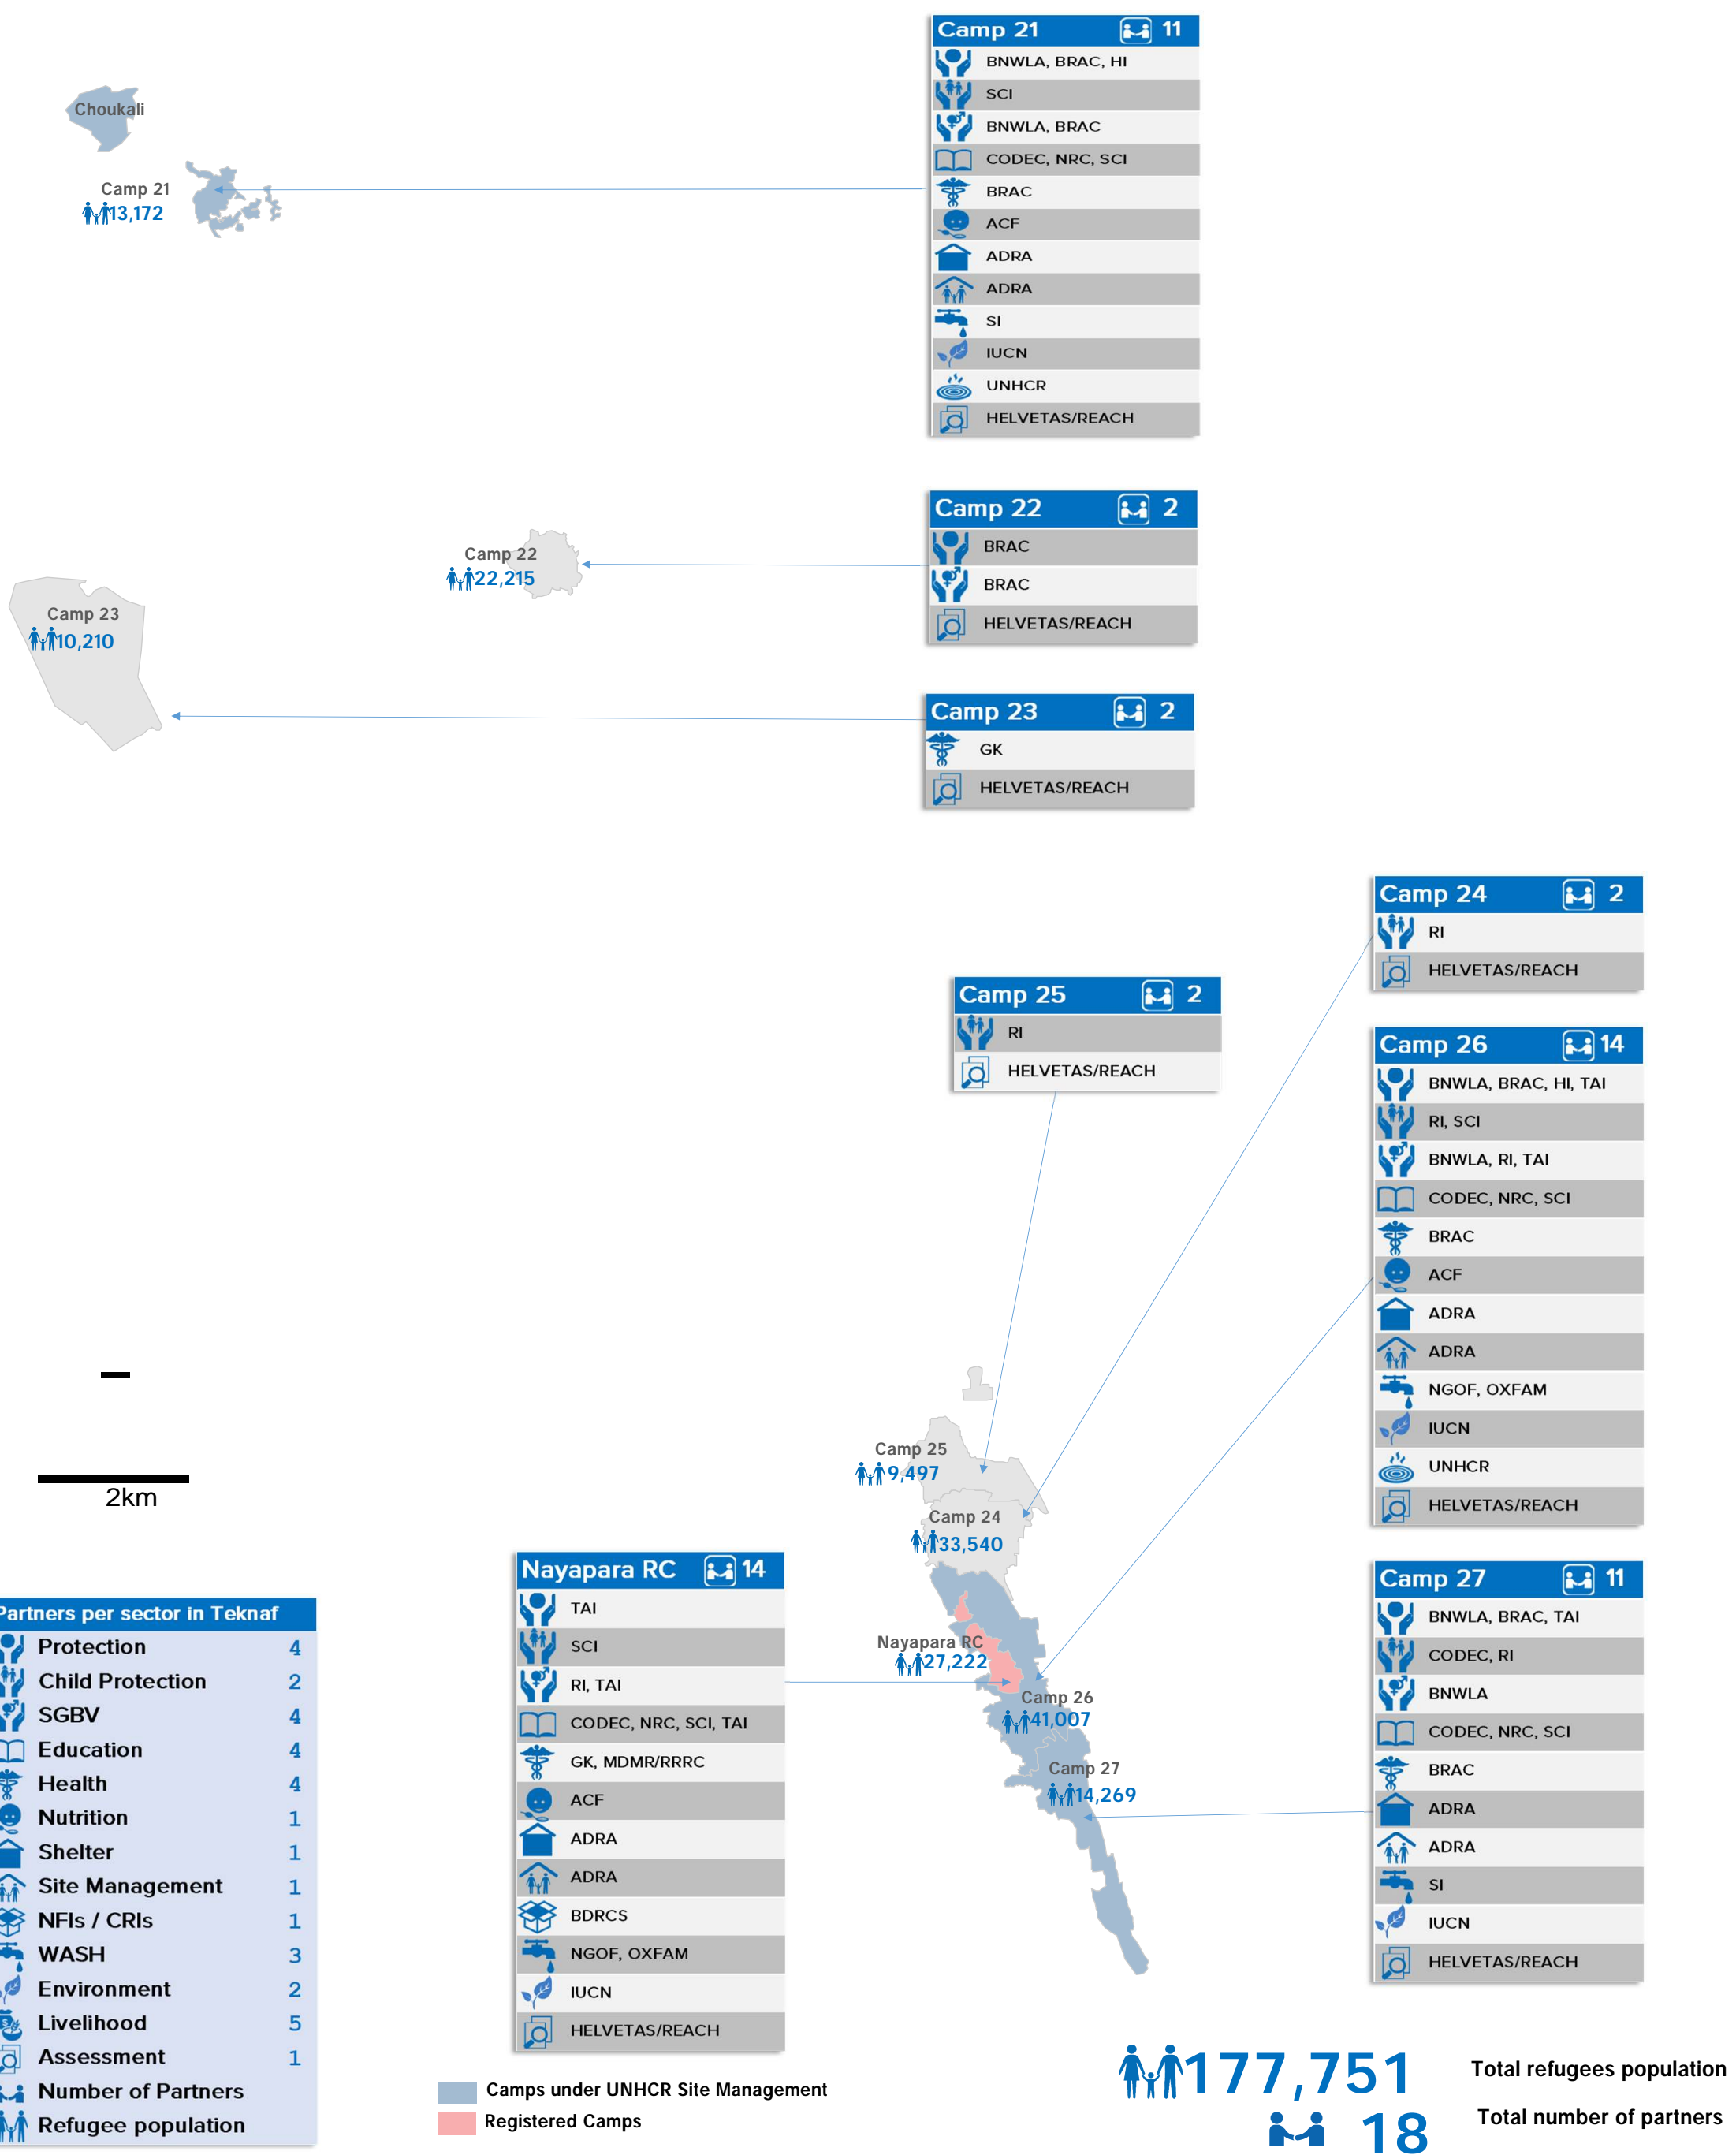 Camp 21 11
BNWLA, BRAC, HI
SCI
BNWLA, BRAC
CODEC, NRC, SCI
BRAC
ACF
ADRA
ADRA
SI
IUCN
UNHCR
HELVETAS/REACH
Choukali
Camp 21
13,172
Camp 22 2
BRAC
BRAC
HELVETAS/REACH
Camp 22
22,215
Camp 23
10,210
Camp 23 2
GK
HELVETAS/REACH
Camp 24 2
RI
HELVETAS/REACH
Camp 25 2
RI
HELVETAS/REACH
Camp 26 14
BNWLA, BRAC, HI, TAI
RI, SCI
BNWLA, RI, TAI
CODEC, NRC, SCI
BRAC
ACF
ADRA
ADRA
NGOF, OXFAM
IUCN
UNHCR
HELVETAS/REACH
Camp 25
9,497
Camp 24
33,540
Nayapara RC
27,222
Camp 26
41,007
Camp 27
14,269
2km
Nayapara RC 14
TAI
SCI
RI, TAI
CODEC, NRC, SCI, TAI
GK, MDMR/RRRC
ACF
ADRA
ADRA
BDRCS
NGOF, OXFAM
IUCN
HELVETAS/REACH
Camp 27 11
BNWLA, BRAC, TAI
CODEC, RI
BNWLA
CODEC, NRC, SCI
BRAC
ADRA
ADRA
SI
IUCN
HELVETAS/REACH
Partners per sector in Teknaf
Protection 4
Child Protection 2
SGBV 4
Education 4
Health 4
Nutrition 1
Shelter 1
Site Management 1
NFIs / CRIs 1
WASH 3
Environment 2
Livelihood 5
Assessment 1
Number of Partners
Refugee population
Camps under UNHCR Site Management
Registered Camps
177,751 Total refugees population
18 Total number of partners